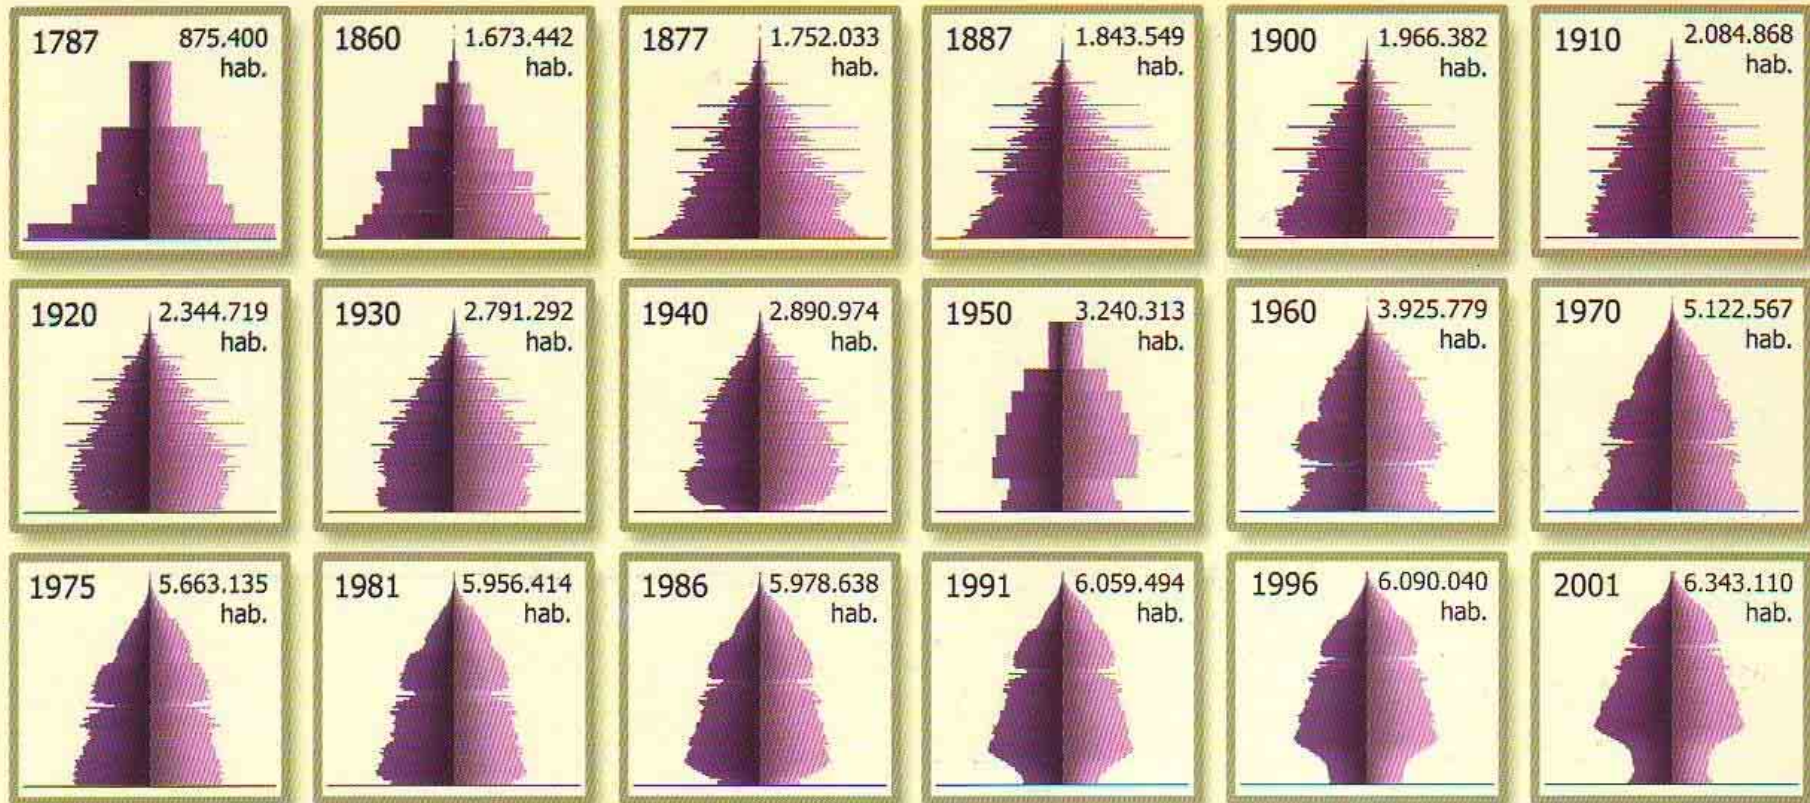 1787 875.400
hab.
1860 1.673.442
hab.
1877 1.752.033
hab.
1887 1.843.549
hab.
1900 1.966.382
hab.
1910 2.084.868
hab.
1920 2.344.719
hab.
1930 2.791.292
hab.
1940 2.890.974
hab.
1950 3.240.313
hab.
1960 3.925.779
hab.
1970 5.122.567
hab.
1975 5.663.135
hab.
1981 5.956.414
hab.
1986 5.978.638
hab.
1991 6.059.494
hab.
1996 6.090.040
hab.
2001 6.343.110
hab.